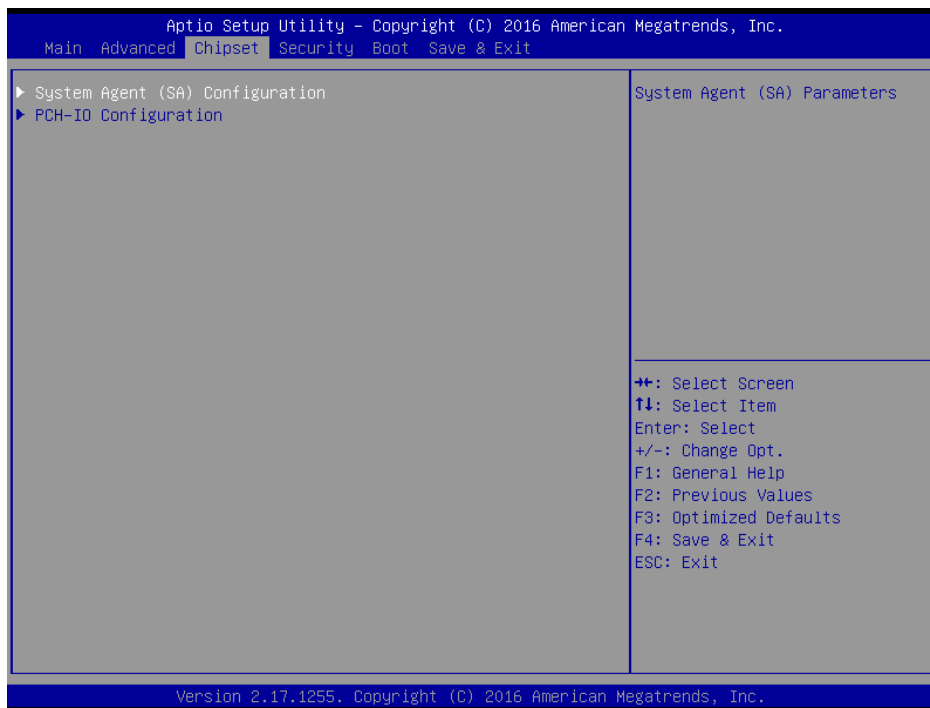 Aptio Setup Utility – Copyright (C) 2016 American Megatrends, Inc.
Main Advanced Chipset Security Boot Save & Exit
▶ System Agent (SA) Configuration
▶ PCH-IO Configuration
System Agent (SA) Parameters
→←: Select Screen
↑↓: Select Item
Enter: Select
+/-: Change Opt.
F1: General Help
F2: Previous Values
F3: Optimized Defaults
F4: Save & Exit
ESC: Exit
Version 2.17.1255. Copyright (C) 2016 American Megatrends, Inc.